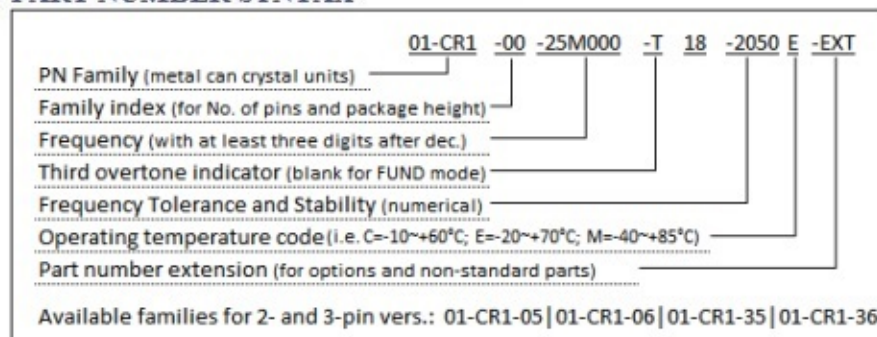 01-CR1 -00 -25M000 -T 18 -2050 E -EXT
PN Family (metal can crystal units)
Family index (for No. of pins and package height)
Frequency (with at least three digits after dec.)
Third overtone indicator (blank for FUND mode)
Frequency Tolerance and Stability (numerical)
Operating temperature code (i.e. C=-10~+60°C; E=-20~+70°C; M=-40~+85°C)
Part number extension (for options and non-standard parts)
Available families for 2- and 3-pin vers.: 01-CR1-05|01-CR1-06|01-CR1-35|01-CR1-36